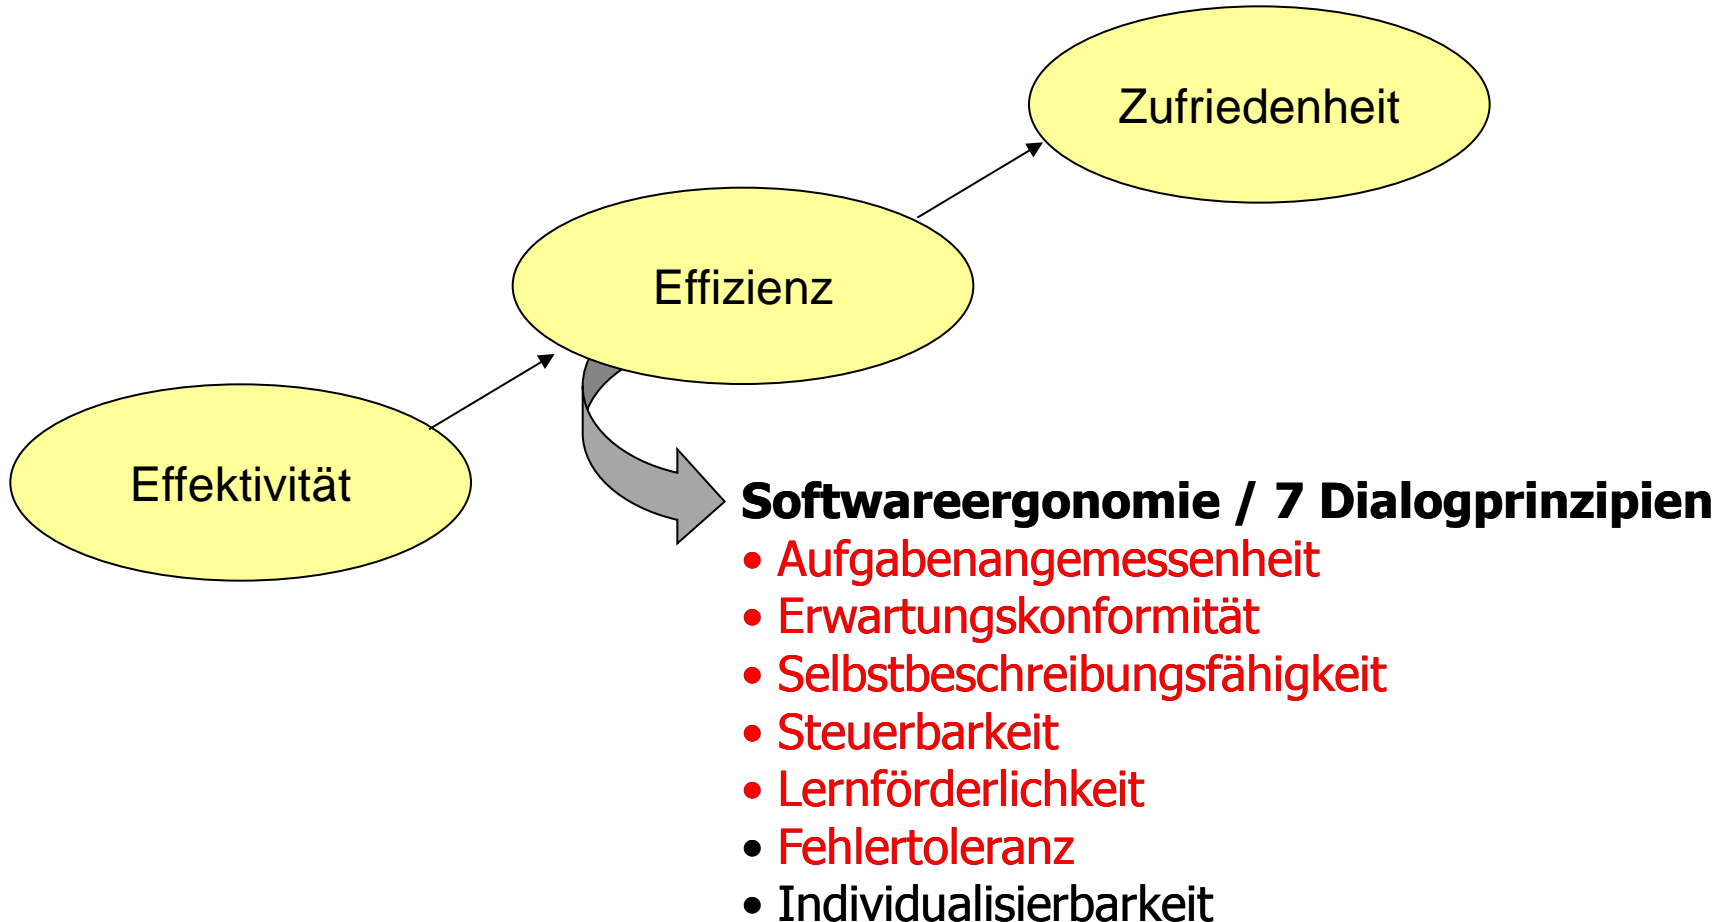 Zufriedenheit
Effizienz
Effektivität
Softwareergonomie / 7 Dialogprinzipien
• Aufgabenangemessenheit
• Erwartungskonformität
• Selbstbeschreibungsfähigkeit
• Steuerbarkeit
• Lernförderlichkeit
• Fehlertoleranz
• Individualisierbarkeit